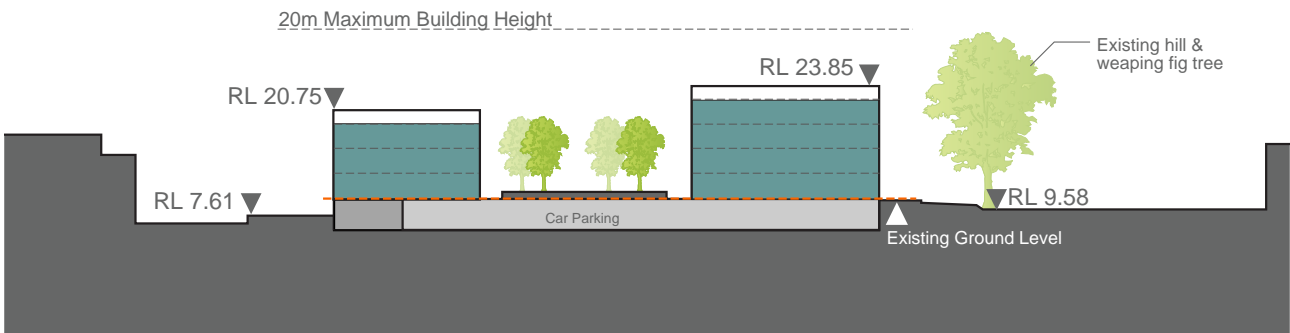 20m Maximum Building Height
Existing hill &
weaping fig tree
RL 23.85
RL 20.75
RL 7.61
RL 9.58
Car Parking
Existing Ground Level